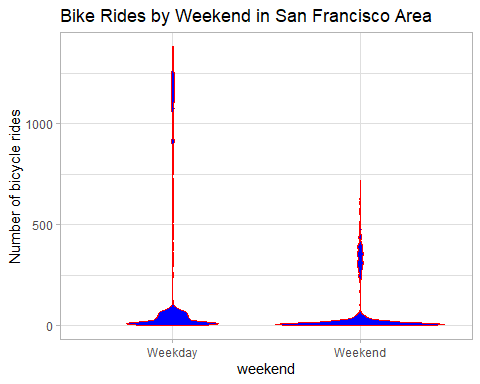 Bike Rides by Weekend in San Francisco Area
Number of bicycle rides
1000
500
0
Weekday
Weekend
weekend